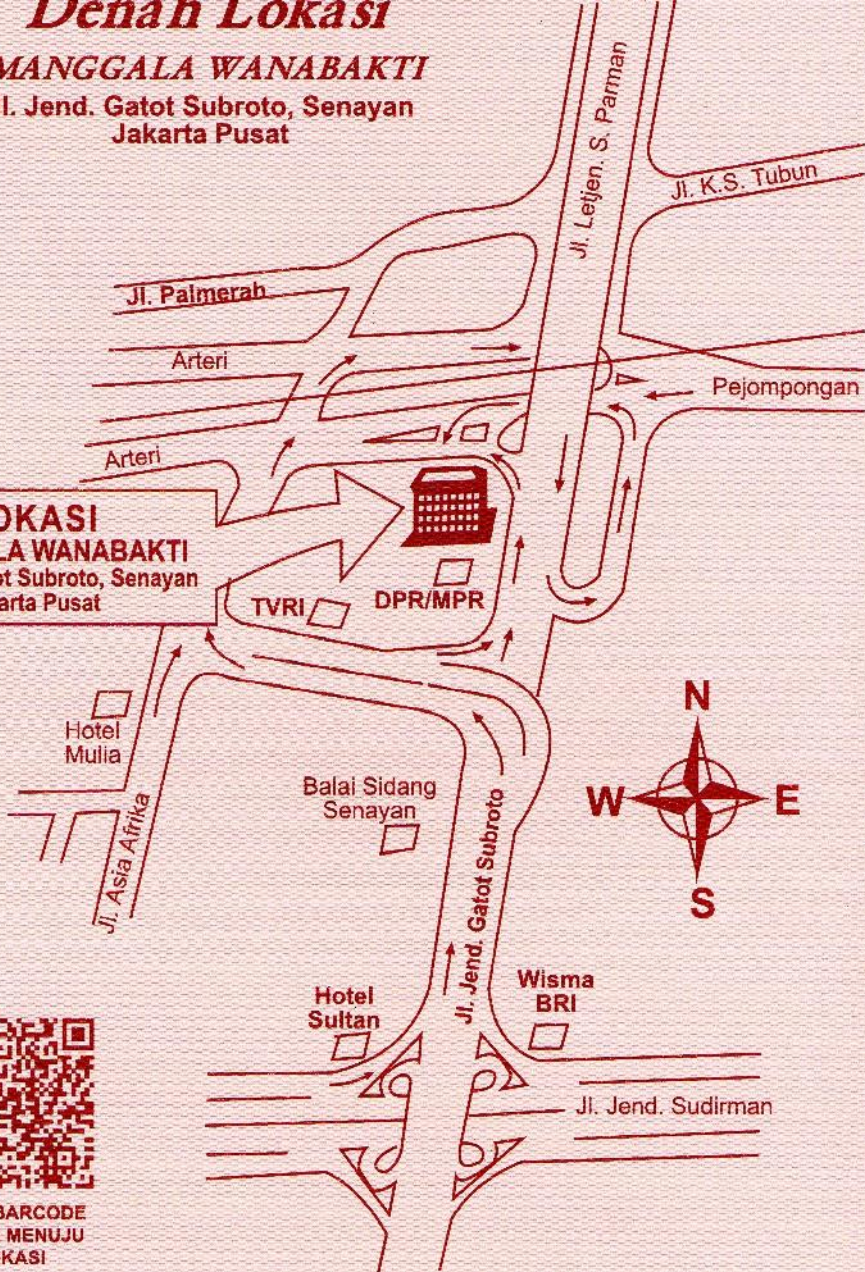 Denah Lokasi
MANGGALA WANABAKTI
Jl. Jend. Gatot Subroto, Senayan
Jakarta Pusat
Jl. Letjen. S. Parman
Jl. K.S. Tubun
Jl. Palmerah
Arteri
Pejompongan
Arteri
OKASI
LA WANABAKTI
ot Subroto, Senayan
arta Pusat
TVRI
DPR/MPR
Hotel
Mulia
N
W
E
S
Balai Sidang
Senayan
Jl. Asia Afrika
Jl. Jend. Gatot Subroto
Hotel
Sultan
Wisma
BRI
Jl. Jend. Sudirman
BARCODE
MENUJU
KASI